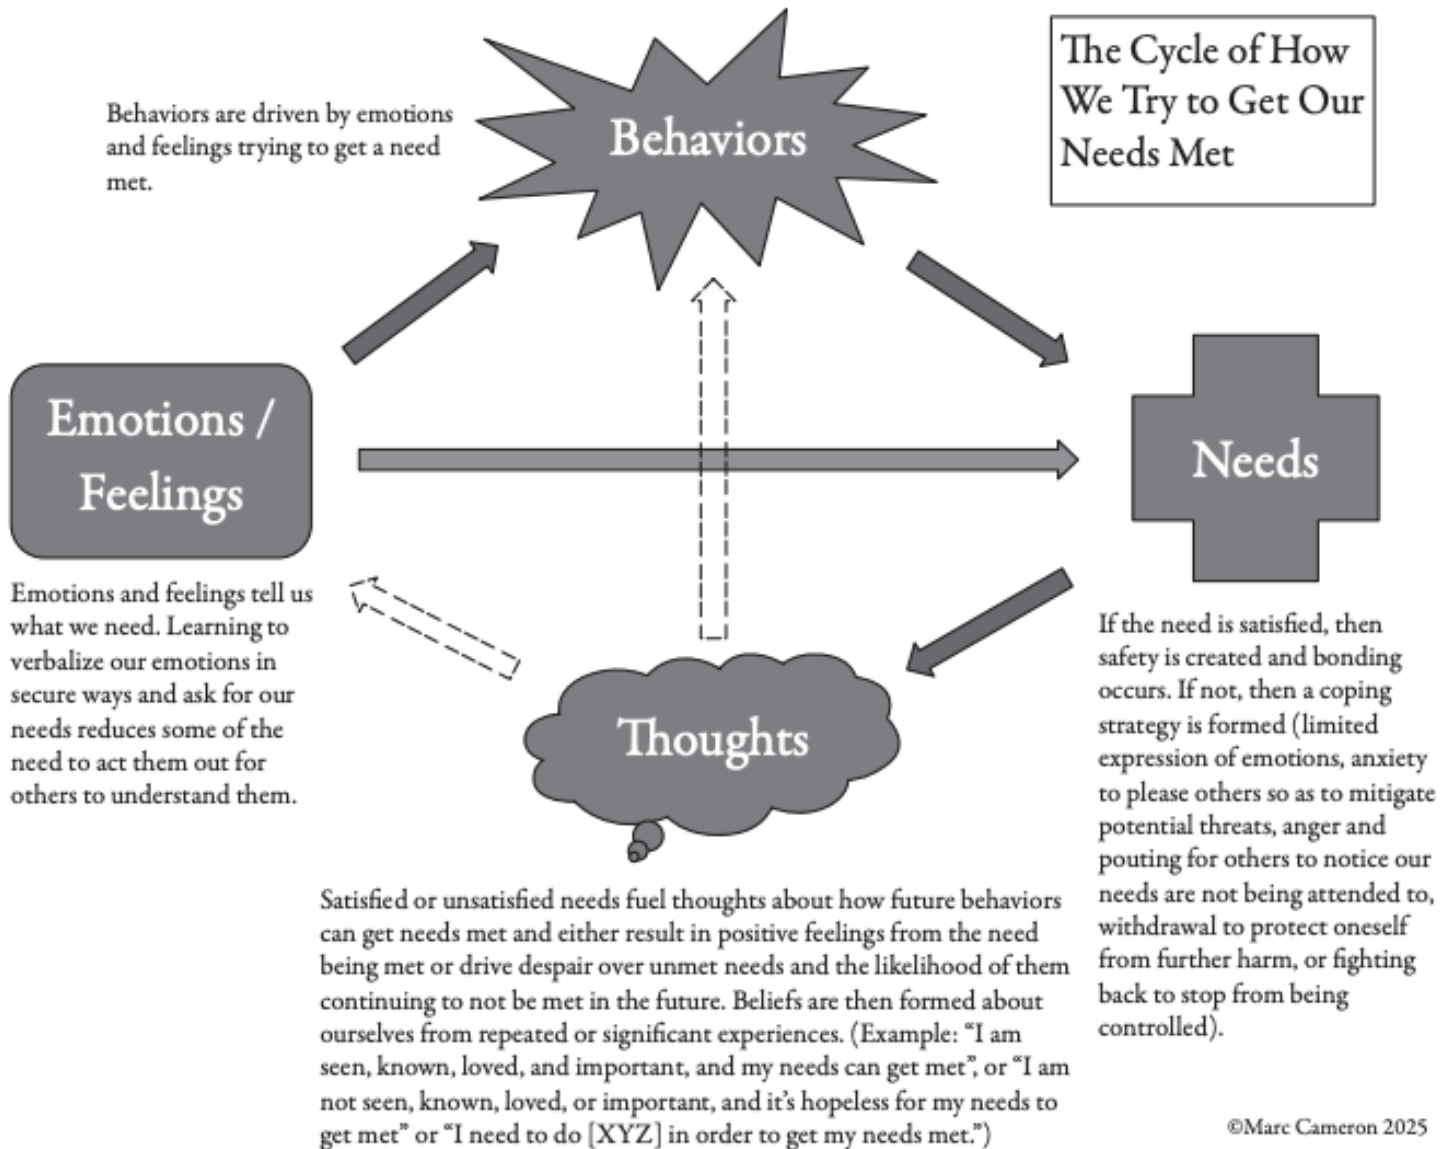 The Cycle of How
We Try to Get Our
Needs Met
Behaviors are driven by emotions
and feelings trying to get a need
met.
Behaviors
Emotions /
Feelings
Needs
Emotions and feelings tell us
what we need. Learning to
verbalize our emotions in
secure ways and ask for our
needs reduces some of the
need to act them out for
others to understand them.
If the need is satisfied, then
safety is created and bonding
occurs. If not, then a coping
strategy is formed (limited
expression of emotions, anxiety
to please others so as to mitigate
potential threats, anger and
pouting for others to notice our
needs are not being attended to,
withdrawal to protect oneself
from further harm, or fighting
back to stop from being
controlled).
Thoughts
Satisfied or unsatisfied needs fuel thoughts about how future behaviors
can get needs met and either result in positive feelings from the need
being met or drive despair over unmet needs and the likelihood of them
continuing to not be met in the future. Beliefs are then formed about
ourselves from repeated or significant experiences. (Example: “I am
seen, known, loved, and important, and my needs can get met”, or “I am
not seen, known, loved, or important, and it’s hopeless for my needs to
get met” or “I need to do [XYZ] in order to get my needs met.”)
©Marc Cameron 2025